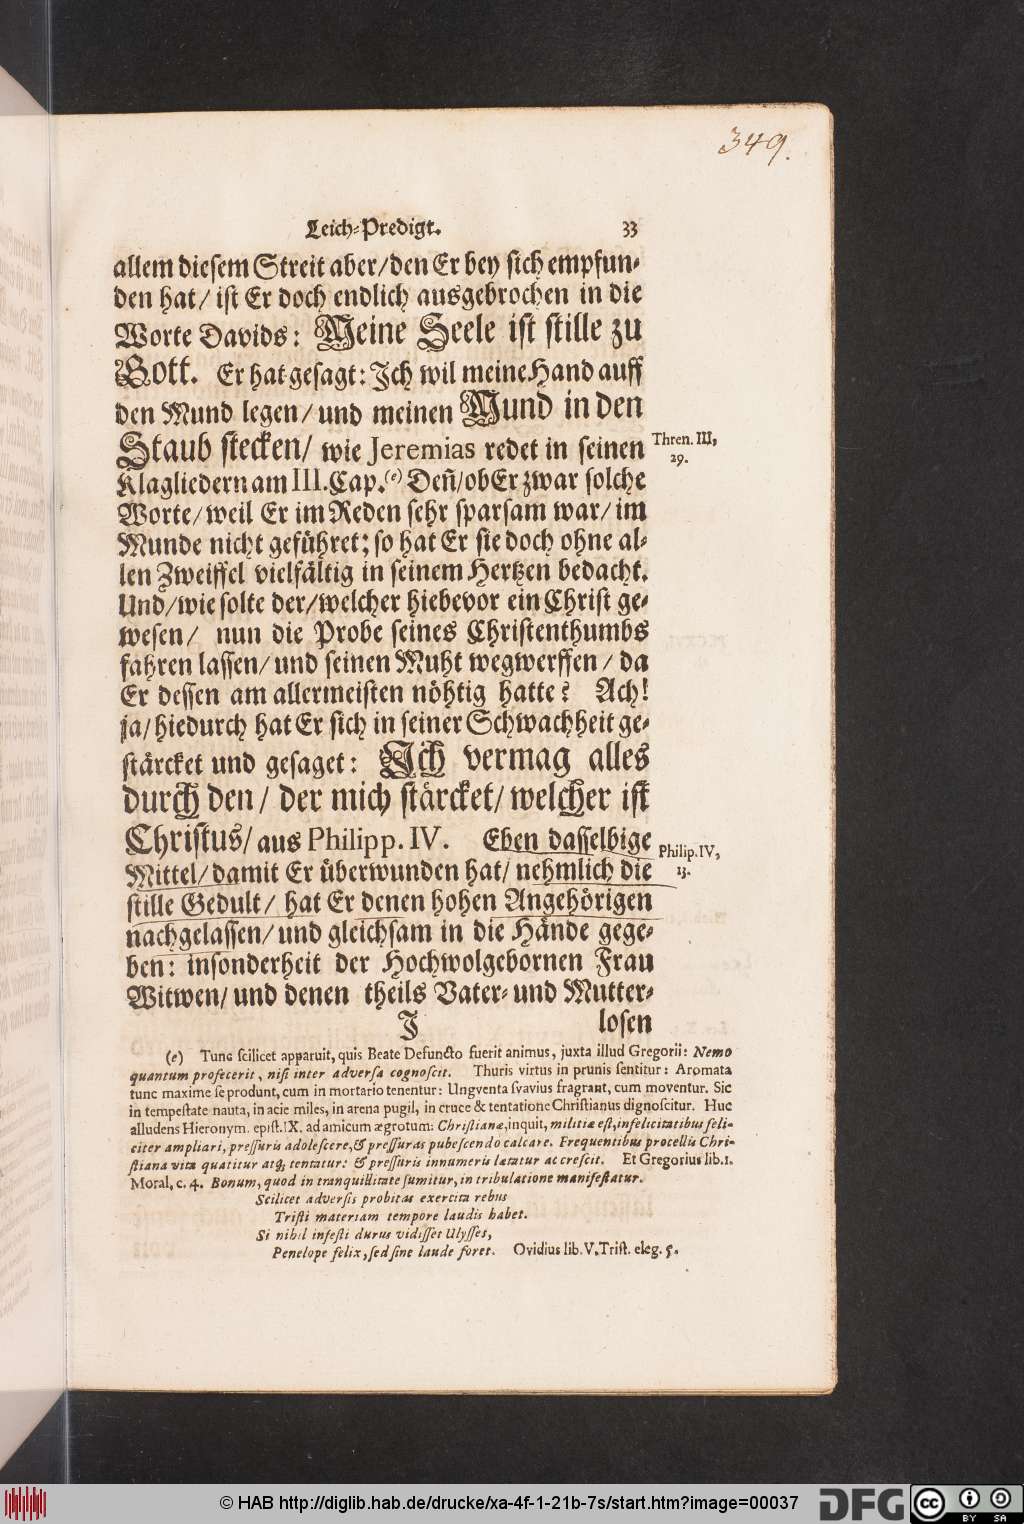 349.
Leich-Predigt. 33
allem diesem Streit aber/den Er bey sich empfun-
den hat/ ist Er doch endlich ausgebrochen in die
Worte Davids: Meine Seele ist stille zu
Gott. Er hat gesagt: Ich wil meine Hand auff
den Mund legen/ und meinen Mund in den
Staub stecken/ wie Jeremias redet in seinen
Thren. III,
29.
Klagliedern am III. Cap.(e) Deñ/ob Er zwar solche
Worte/weil Er im Reden sehr sparsam war/ im
Munde nicht geführet; so hat Er sie doch ohne al-
len Zweiffel vielfältig in seinem Hertzen bedacht.
Und/wie solte der/welcher hiebevor ein Christ ge-
wesen/ nun die Probe seines Christenthumbs
fahren lassen/und seinen Muht wegwerffen/ da
Er dessen am allermeisten nöhtig hatte? Ach!
ja/hiedurch hat Er sich in seiner Schwachheit ge-
stärcket und gesaget: Ich vermag alles
durch den/ der mich stärcket/ welcher ist
Christus/ aus Philipp. IV. Eben dasselbige
Philip. IV,
13.
Mittel/damit Er überwunden hat/ nehmlich die
stille Gedult/ hat Er denen hohen Angehörigen
nachgelassen/und gleichsam in die Hände gege-
ben: insonderheit der Hochwolgebornen Frau
Witwen/und denen theils Vater- und Mutter-
J losen
(e) Tunc scilicet apparuit, quis Beate Defuncto fuerit animus, juxta illud Gregorii: Nemo
quantum profecerit, nisi inter adversa cognoscit. Thuris virtus in prunis sentitur: Aromata
tunc maxime se produnt, cum in mortario tenentur: Ungventa svavius fragrant, cum moventur. Sic
in tempestate nauta, in acie miles, in arena pugil, in cruce & tentatione Christianus dignoscitur. Huc
alludens Hieronym. epist. IX. ad amicum ægrotum: Christianæ, inquit, militiæ est, infelicitatibus feli-
citer ampliari, pressuris adolescere, & pressuras pubescendo calcare. Frequentibus procellis Chri-
stiana vita quatitur atq; tentatur: & pressuris innumeris lætatur accrescit. Et Gregorius lib. 1.
Moral, c. 4. Bonum, quod in tranquillitate sumitur, in tribulatione manifestatur.
Scilicet adversis probitas exercita rebus
Tristi materiam tempore laudis habet.
Si nihil infesti durus vidisset Ulysses,
Penelope felix, sed sine laude foret. Ovidius lib. V. Trist. eleg. 5.
© HAB http://diglib.hab.de/drucke/xa-4f-1-21b-7s/start.htm?image=00037
DFG
cc BY SA